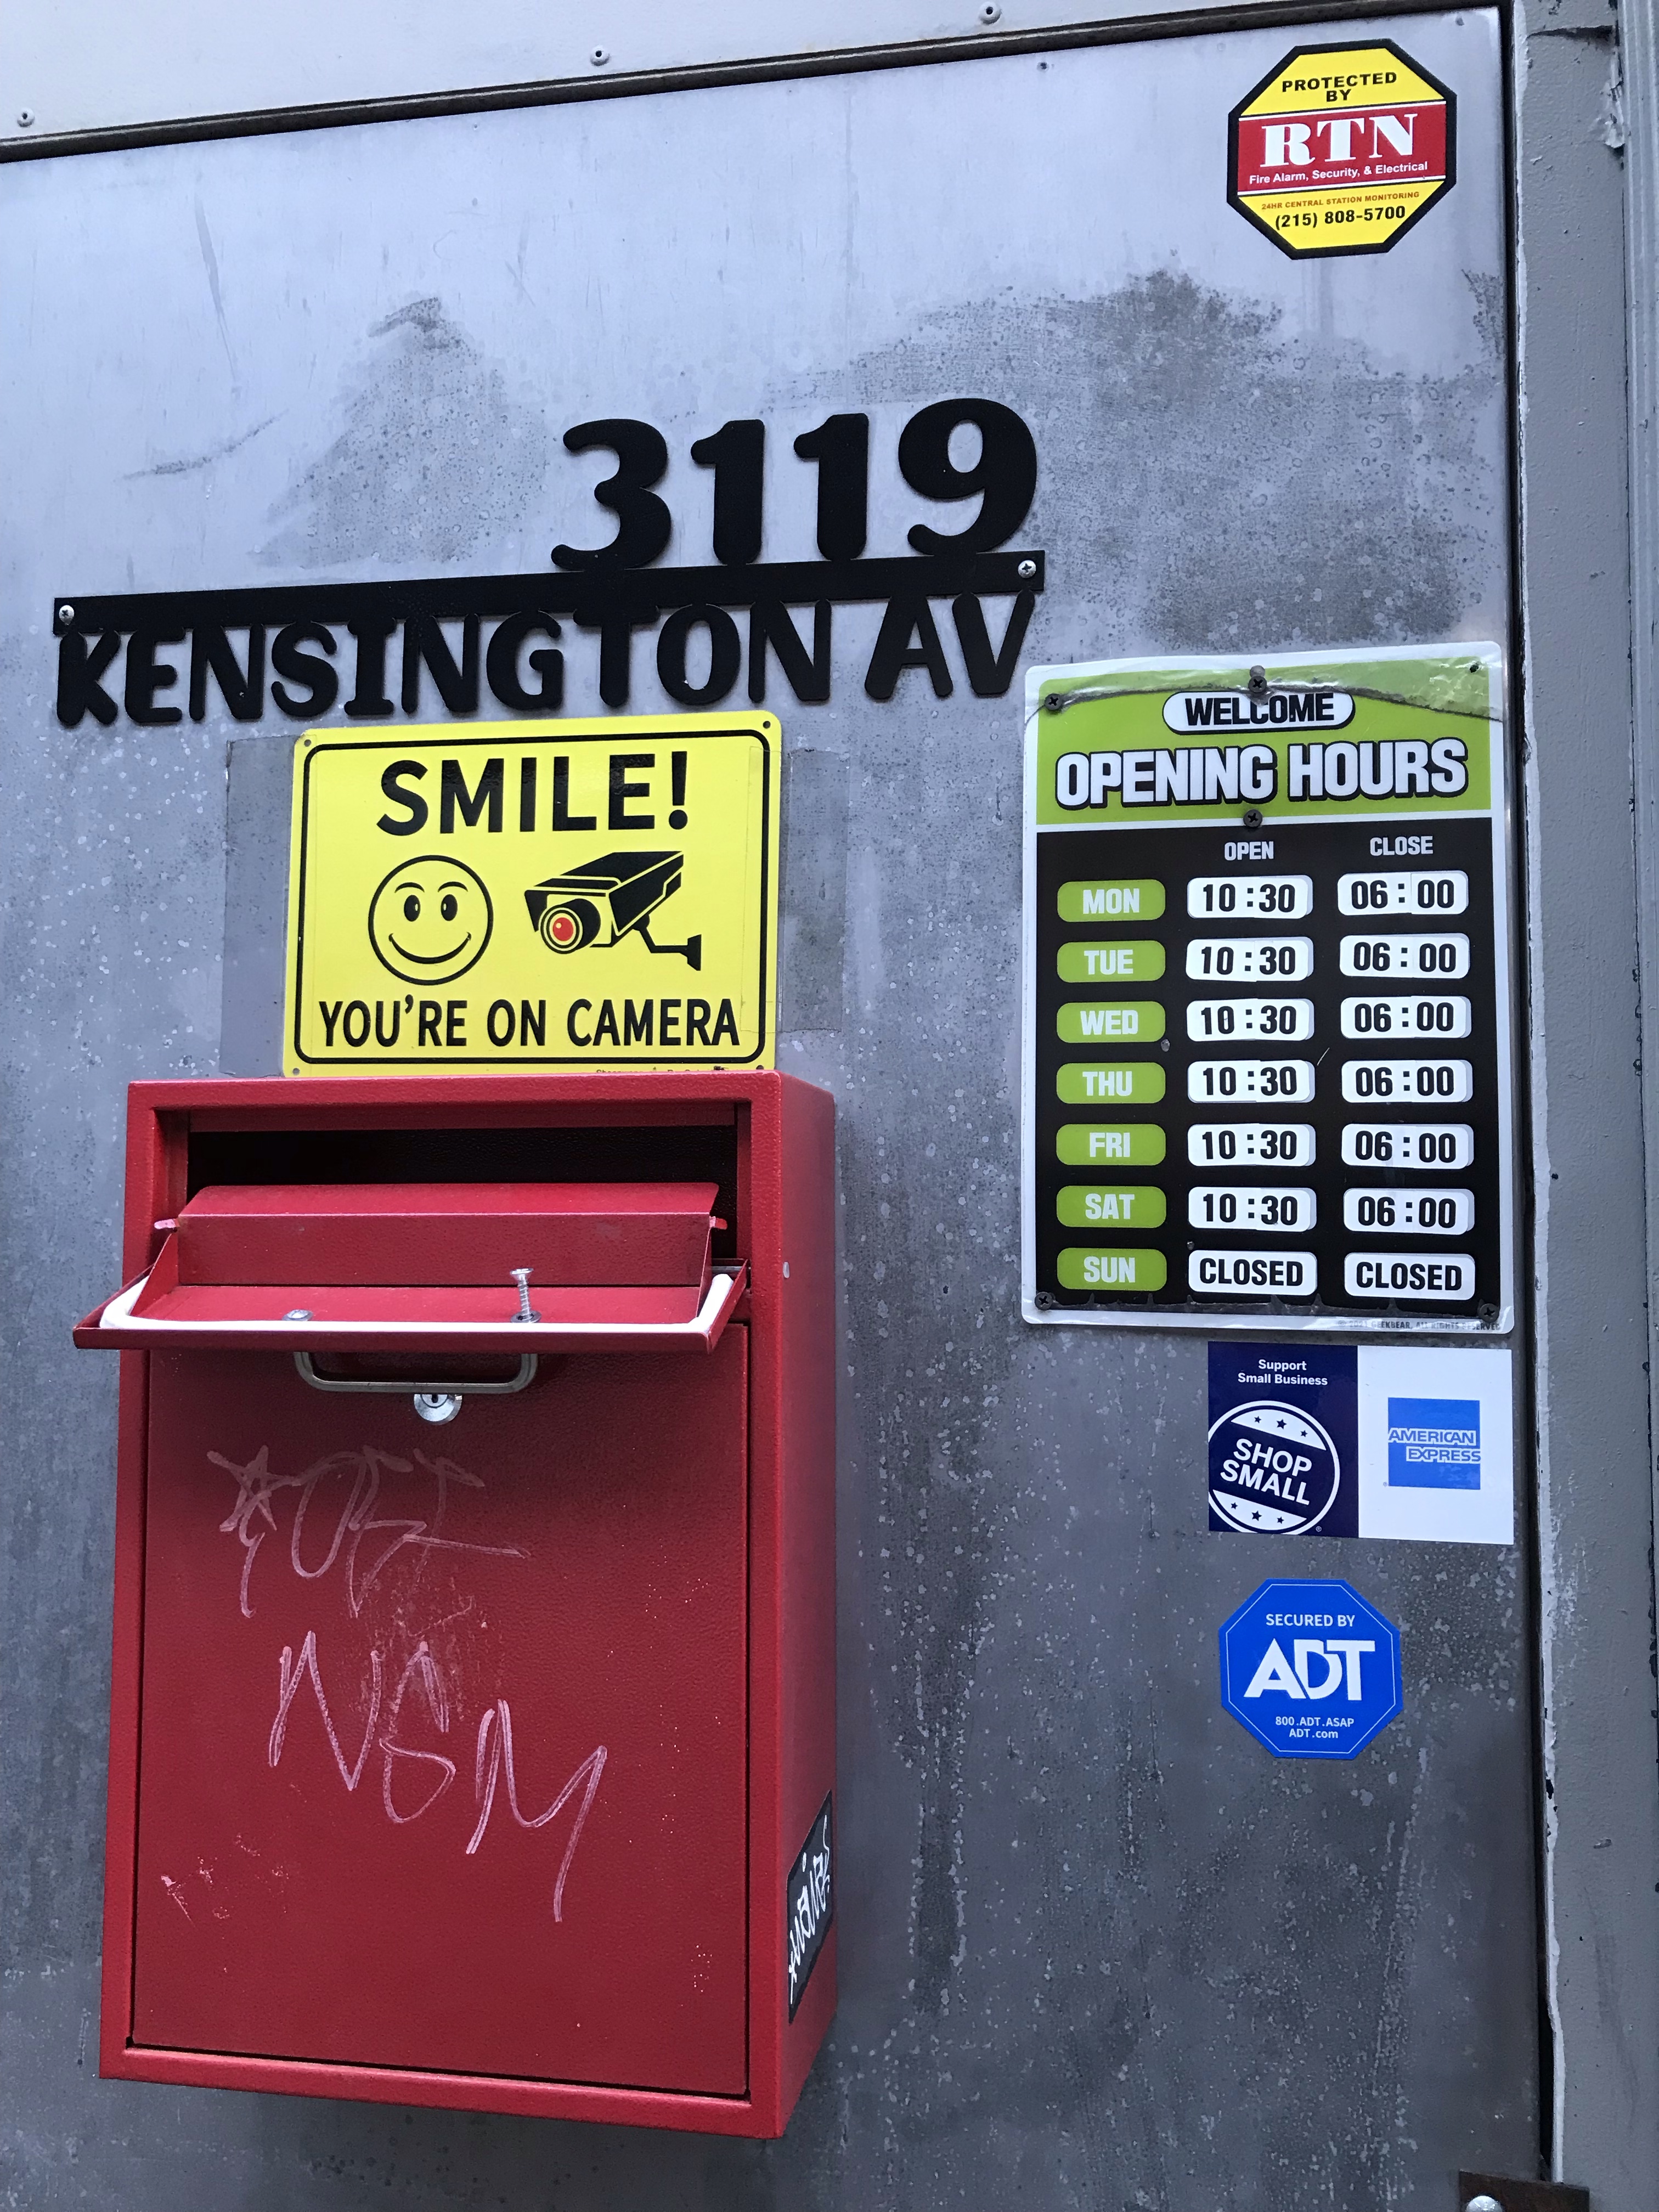 PROTECTED
BY
RTN
Fire Alarm, Security, & Electrical
24HR CENTRAL STATION MONITORING
(215) 808-5700
3119
KENSINGTON AV
SMILE!
YOU'RE ON CAMERA
WELCOME
OPENING HOURS
OPEN CLOSE
MON 10:30 06:00
TUE 10:30 06:00
WED 10:30 06:00
THU 10:30 06:00
FRI 10:30 06:00
SAT 10:30 06:00
SUN CLOSED CLOSED
Support
Small Business
SHOP
SMALL
AMERICAN
EXPRESS
SECURED BY
ADT
800.ADT.ASAP
ADT.com